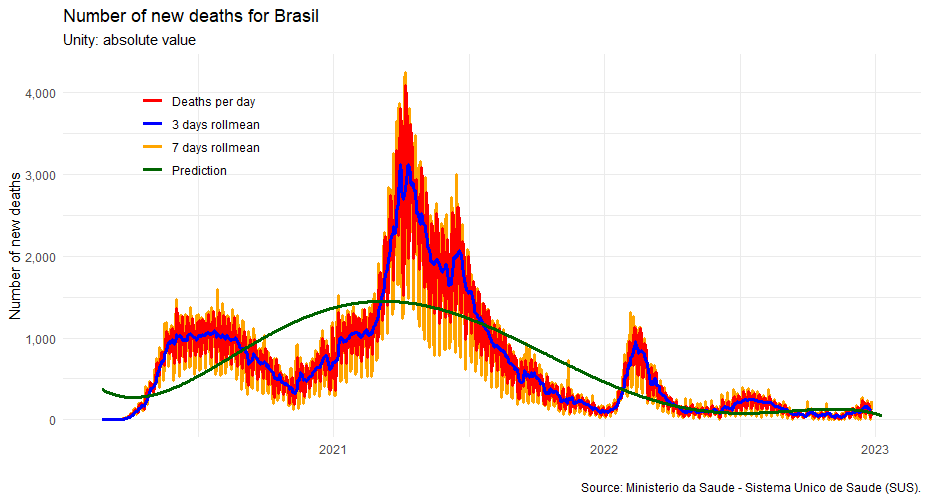 Number of new deaths for Brasil
Unity: absolute value
4,000
3,000
2,000
1,000
0
Number of new deaths
Deaths per day
3 days rollmean
7 days rollmean
Prediction
2021
2022
2023
Source: Ministerio da Saude - Sistema Unico de Saude (SUS).